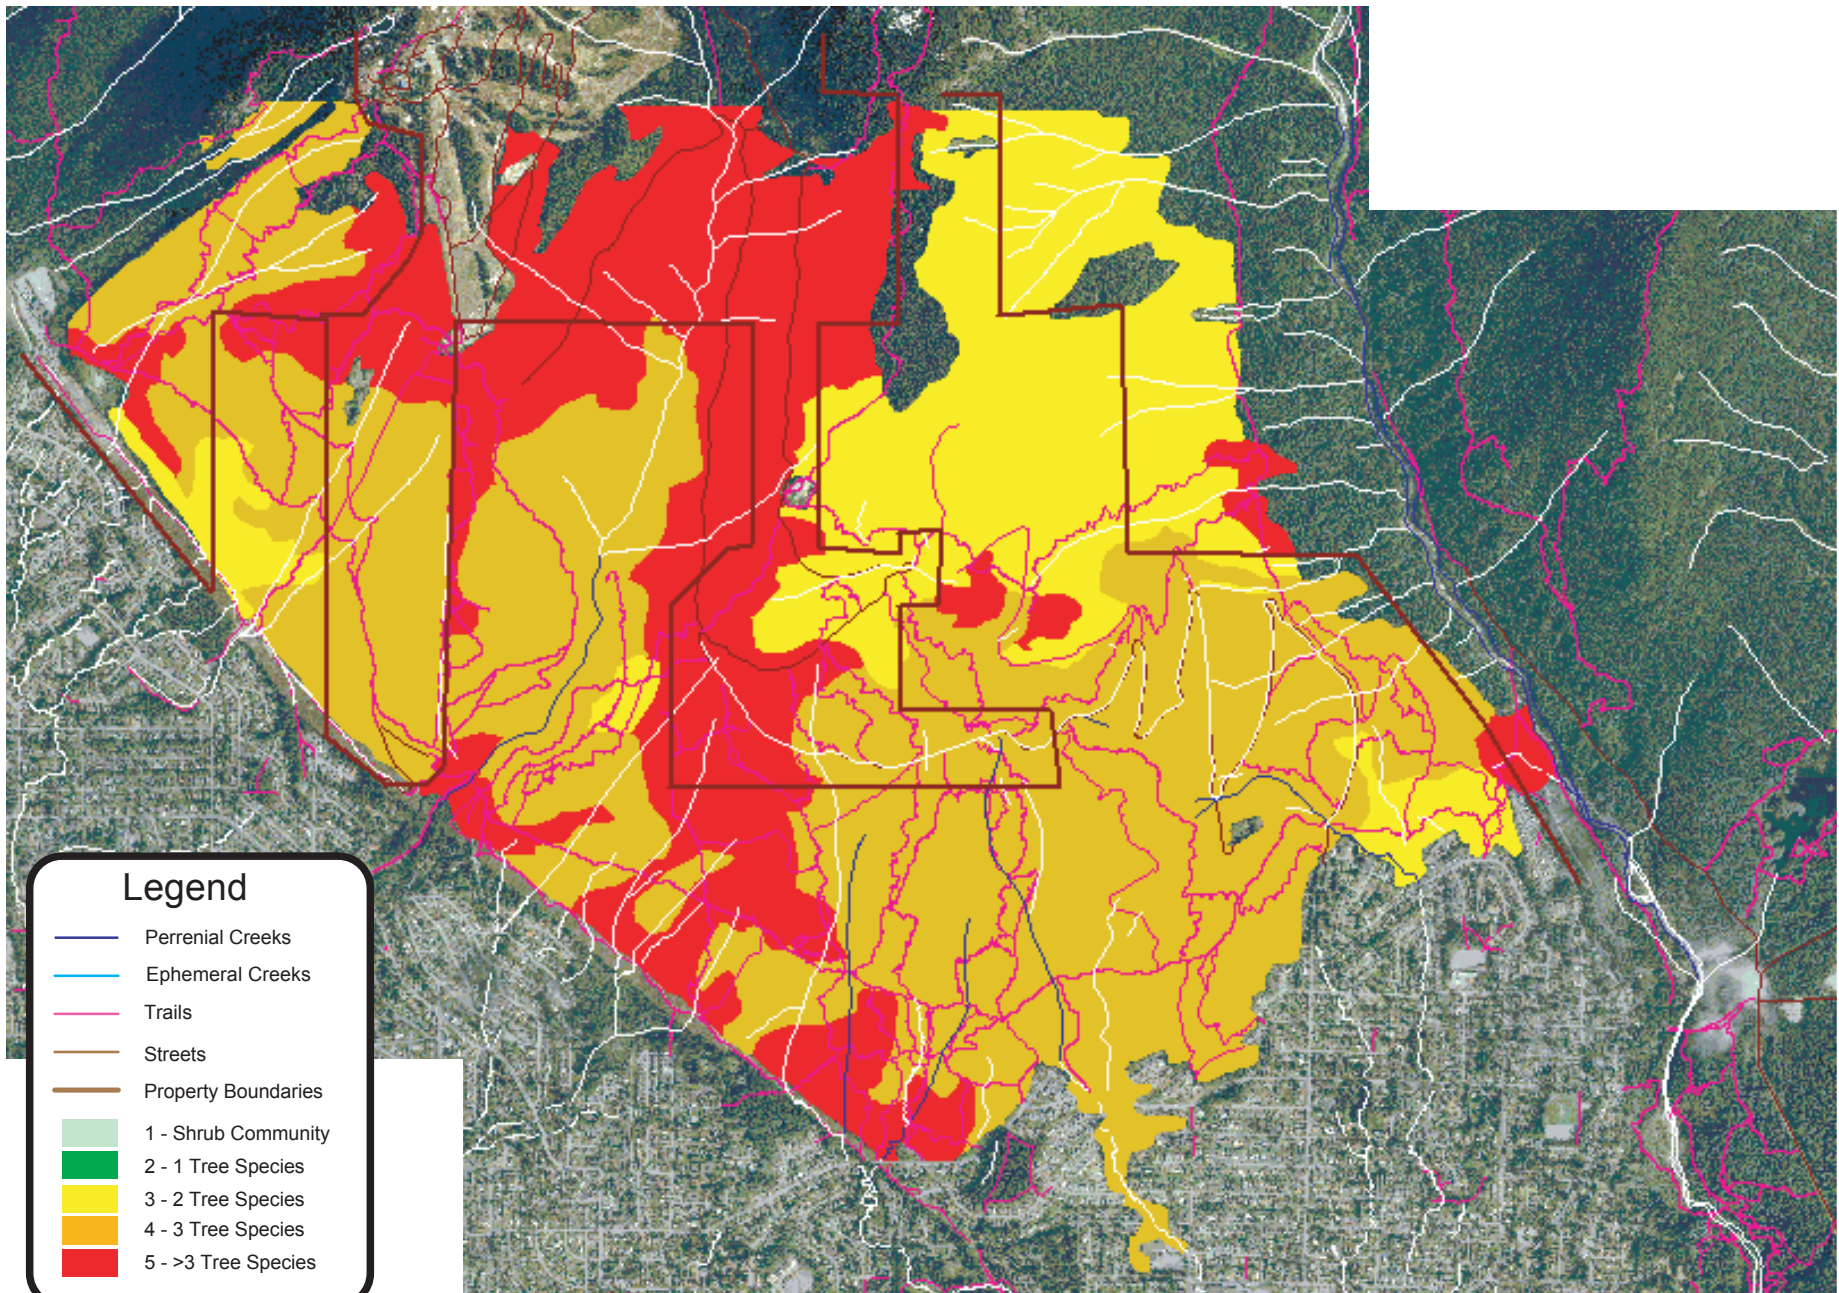 Legend
Perrenial Creeks
Ephemeral Creeks
Trails
Streets
Property Boundaries
1 - Shrub Community
2 - 1 Tree Species
3 - 2 Tree Species
4 - 3 Tree Species
5 - >3 Tree Species